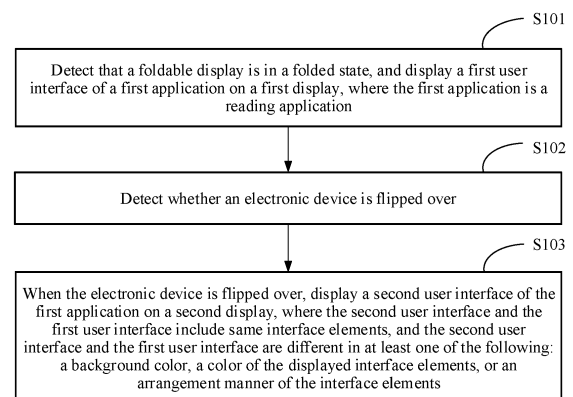 S101
Detect that a foldable display is in a folded state, and display a first user
interface of a first application on a first display, where the first application is a
reading application
S102
Detect whether an electronic device is flipped over
S103
When the electronic device is flipped over, display a second user interface of the
first application on a second display, where the second user interface and the
first user interface include same interface elements, and the second user
interface and the first user interface are different in at least one of the following:
a background color, a color of the displayed interface elements, or an
arrangement manner of the interface elements